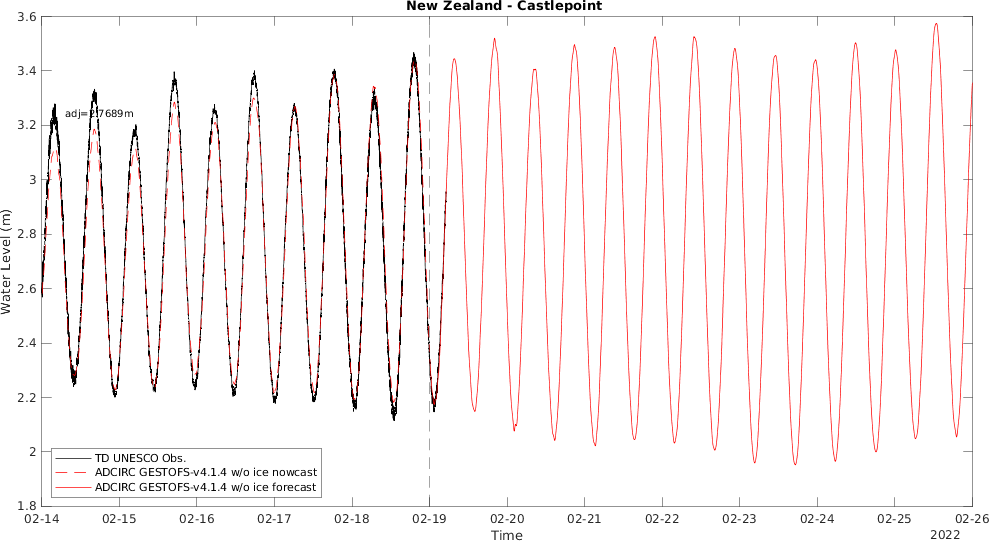 New Zealand - Castlepoint
3.6
3.4
3.2
3
2.8
2.6
2.4
2.2
2
1.8
Water Level (m)
adj=2.7689m
TD UNESCO Obs.
ADCIRC GESTOFS-v4.1.4 w/o ice nowcast
ADCIRC GESTOFS-v4.1.4 w/o ice forecast
02-14 02-15 02-16 02-17 02-18 02-19 02-20 02-21 02-22 02-23 02-24 02-25 02-26
Time
2022